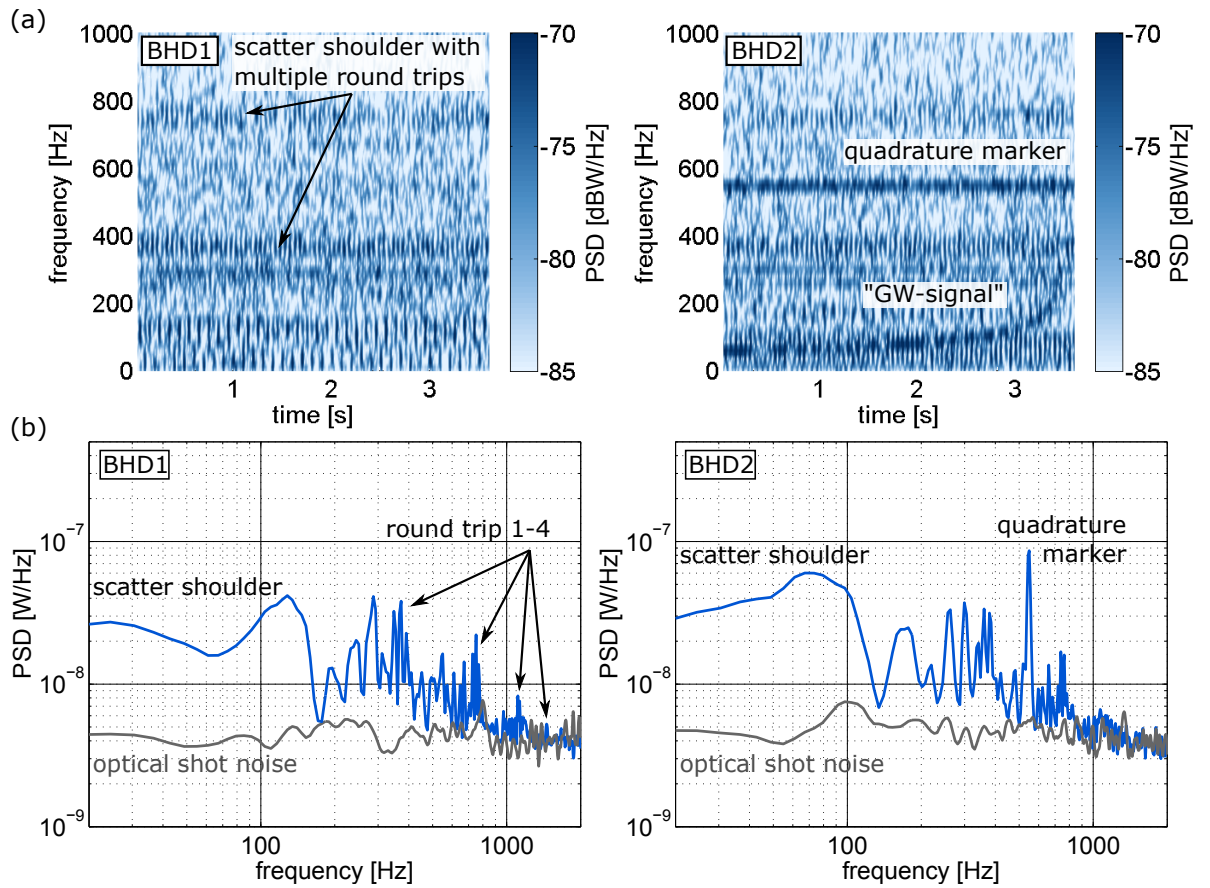 (a)
BHD1
scatter shoulder with
multiple round trips
1000
800
600
400
200
0
frequency [Hz]
1 2 3
time [s]
-70
-75
-80
-85
PSD [dBW/Hz]
BHD2
quadrature marker
"GW-signal"
1000
800
600
400
200
0
frequency [Hz]
1 2 3
time [s]
-70
-75
-80
-85
PSD [dBW/Hz]
(b)
BHD1
round trip 1-4
scatter shoulder
optical shot noise
10⁻⁷
10⁻⁸
10⁻⁹
PSD [W/Hz]
100 1000
frequency [Hz]
BHD2
quadrature
marker
scatter shoulder
optical shot noise
10⁻⁷
10⁻⁸
10⁻⁹
PSD [W/Hz]
100 1000
frequency [Hz]